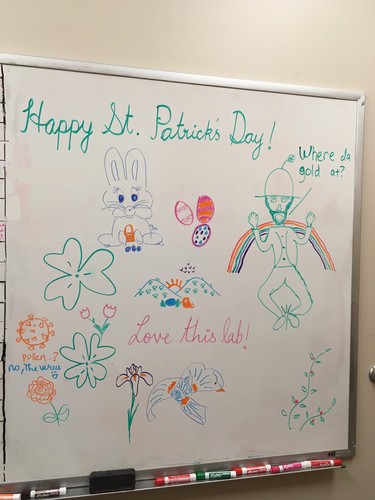 Happy St. Patrick's Day!
Where da
gold at?
Love this lab!
pollen?
no, the virus